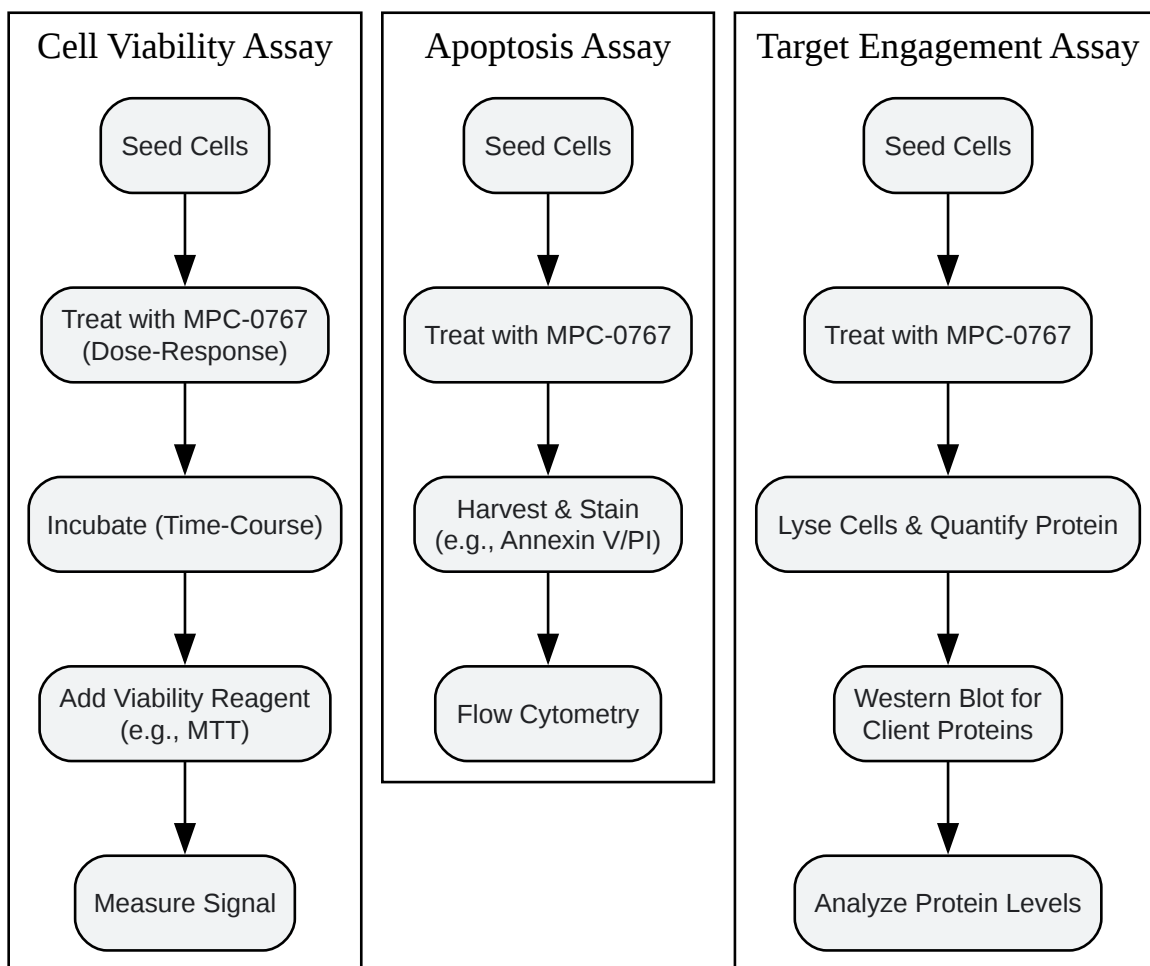 Cell Viability Assay
Seed Cells
Treat with MPC-0767
(Dose-Response)
Incubate (Time-Course)
Add Viability Reagent
(e.g., MTT)
Measure Signal
Apoptosis Assay
Seed Cells
Treat with MPC-0767
Harvest & Stain
(e.g., Annexin V/PI)
Flow Cytometry
Target Engagement Assay
Seed Cells
Treat with MPC-0767
Lyse Cells & Quantify Protein
Western Blot for
Client Proteins
Analyze Protein Levels